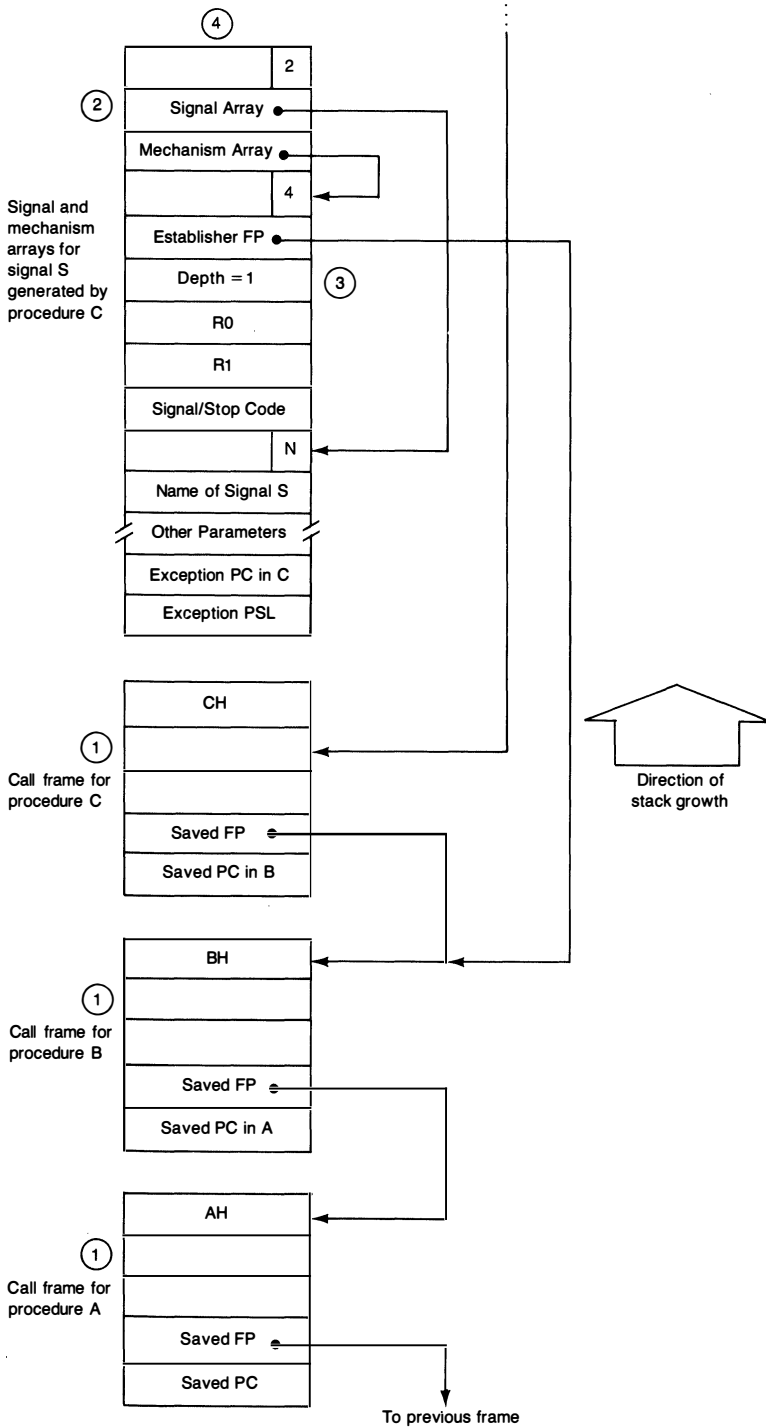 4
2
2
Signal Array
Mechanism Array
4
Signal and
mechanism
arrays for
signal S
generated by
procedure C
Establisher FP
Depth = 1
3
R0
R1
Signal/Stop Code
N
Name of Signal S
Other Parameters
Exception PC in C
Exception PSL
CH
1
Call frame for
procedure C
Saved FP
Saved PC in B
Direction of
stack growth
BH
1
Call frame for
procedure B
Saved FP
Saved PC in A
AH
1
Call frame for
procedure A
Saved FP
Saved PC
To previous frame